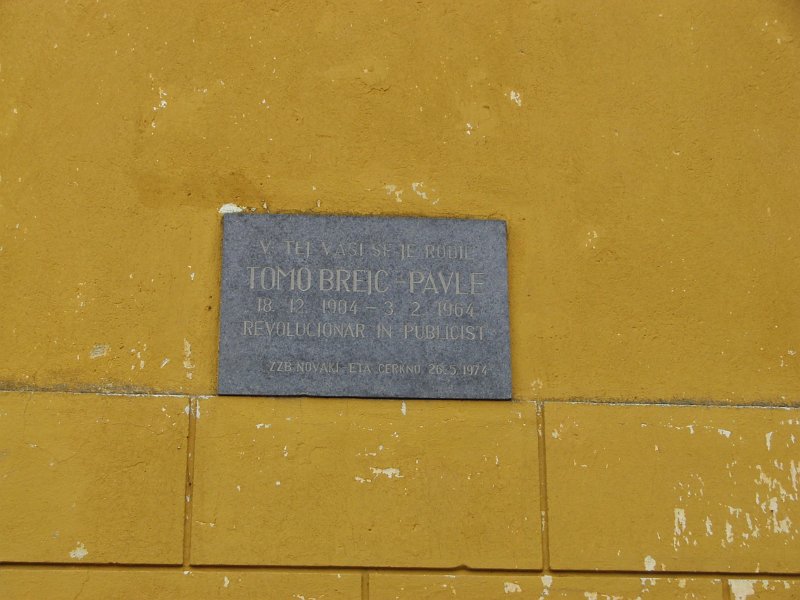 V TEJ VASI SE JE RODIL
TOMO BREJC - PAVLE
18. 12. 1904 - 3. 2. 1964
REVOLUCIONAR IN PUBLICIST
ZZB NOVAKI ETA CERKNO, 26.5.1974